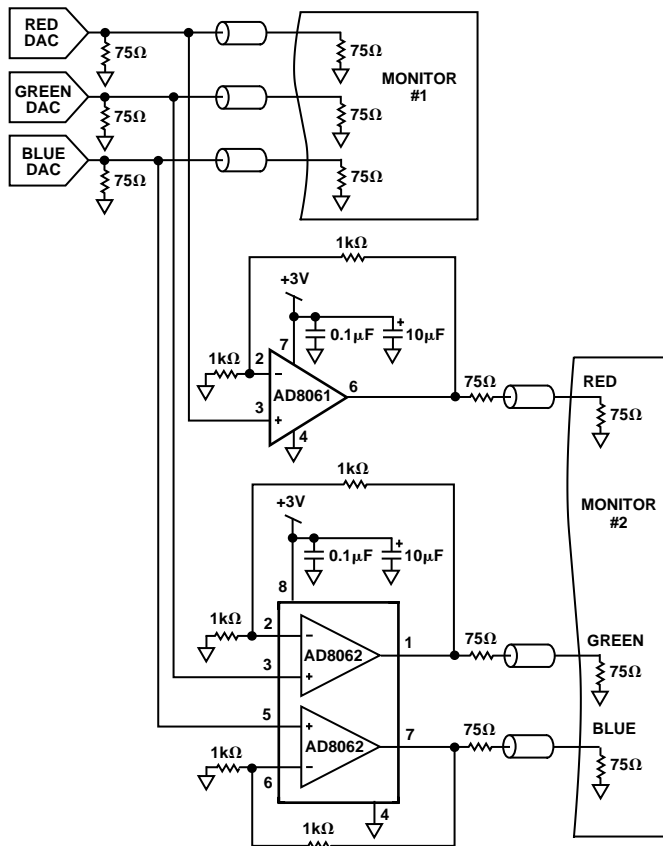 RED
DAC
75Ω
75Ω
GREEN
DAC
75Ω
75Ω
MONITOR
#1
BLUE
DAC
75Ω
75Ω
1kΩ
+3V
7
0.1µF
+
10µF
1kΩ
2
−
AD8061
6
3
+
4
75Ω
RED
75Ω
1kΩ
+3V
MONITOR
#2
0.1µF
+
10µF
8
1kΩ
2
−
1
75Ω
GREEN
AD8062
3
+
75Ω
5
+
7
75Ω
BLUE
AD8062
1kΩ
−
6
75Ω
4
1kΩ